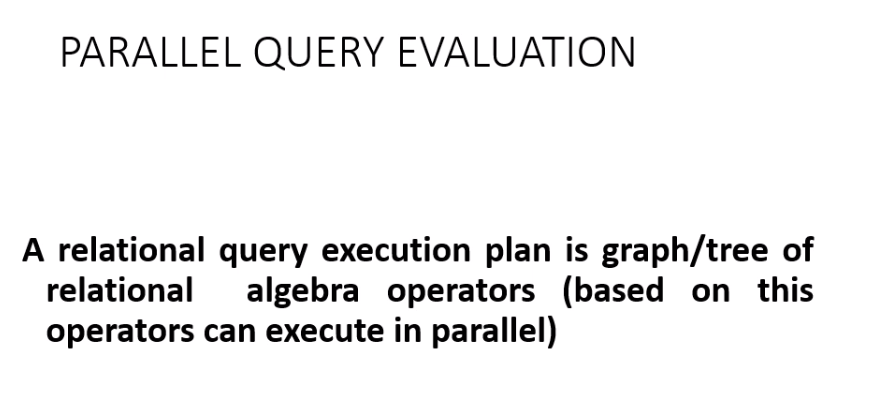 PARALLEL QUERY EVALUATION
A relational query execution plan is graph/tree of
relational algebra operators (based on this
operators can execute in parallel)